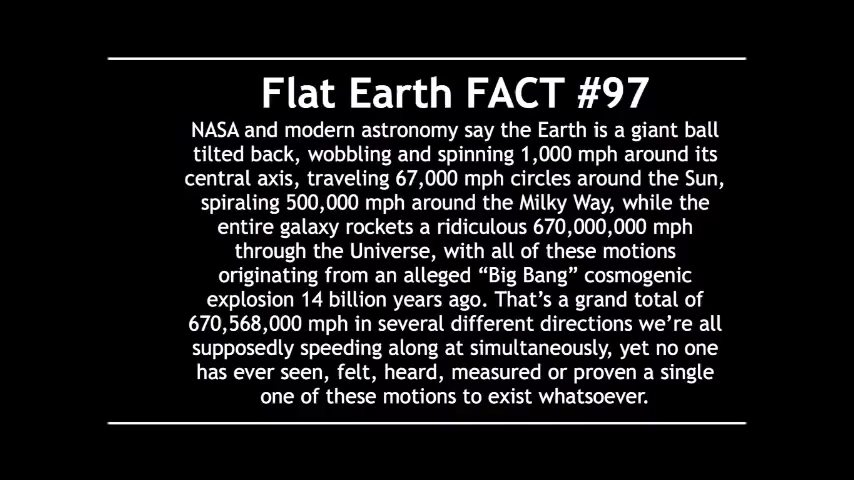 Flat Earth FACT #97
NASA and modern astronomy say the Earth is a giant ball
tilted back, wobbling and spinning 1,000 mph around its
central axis, traveling 67,000 mph circles around the Sun,
spiraling 500,000 mph around the Milky Way, while the
entire galaxy rockets a ridiculous 670,000,000 mph
through the Universe, with all of these motions
originating from an alleged “Big Bang” cosmogenic
explosion 14 billion years ago. That’s a grand total of
670,568,000 mph in several different directions we’re all
supposedly speeding along at simultaneously, yet no one
has ever seen, felt, heard, measured or proven a single
one of these motions to exist whatsoever.